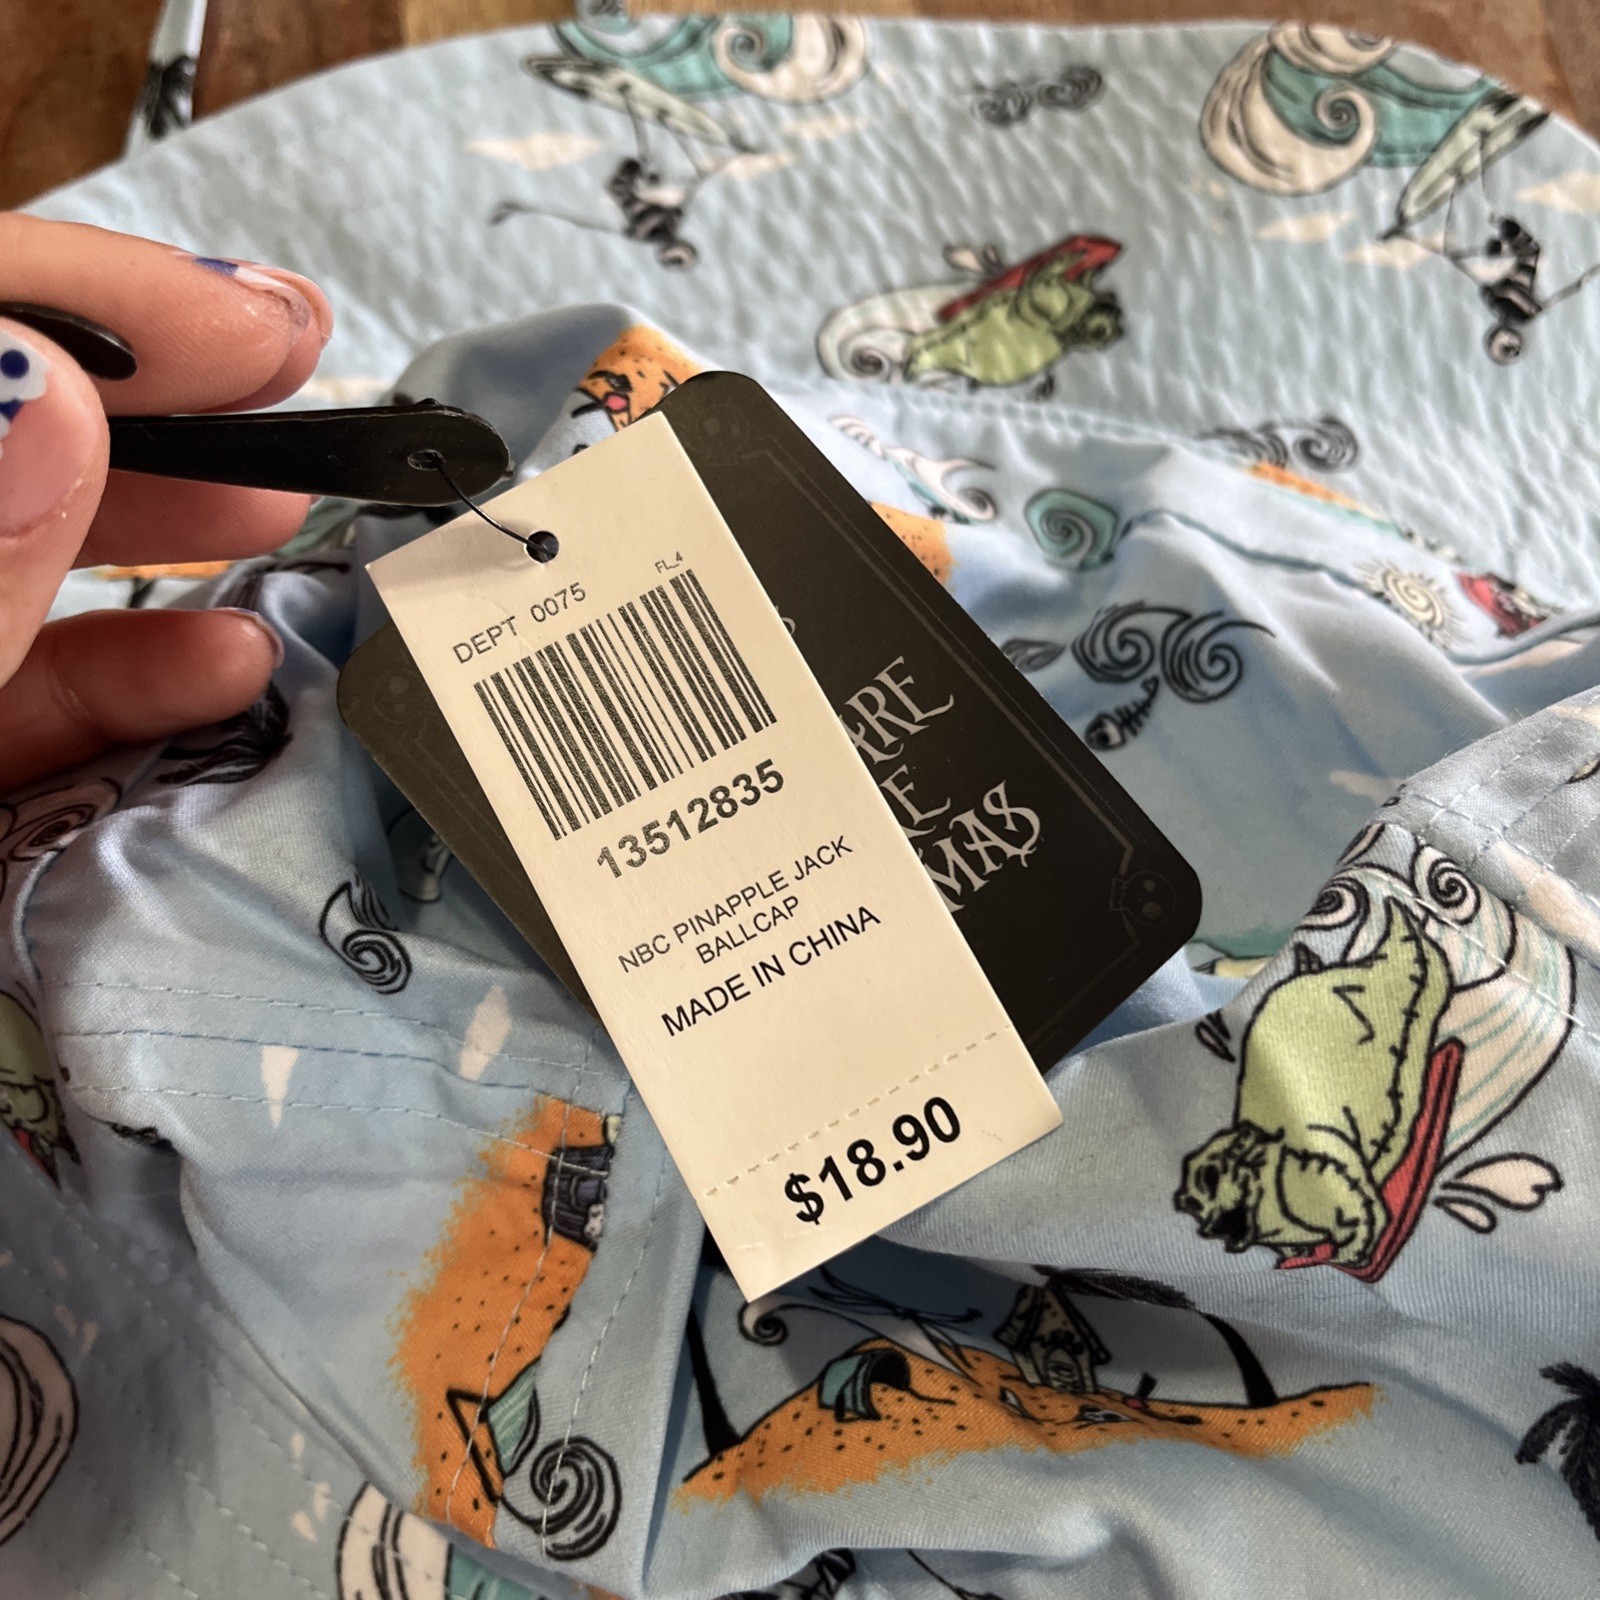 DEPT 0075
FL_4
13512835
NBC PINAPPLE JACK
BALLCAP
MADE IN CHINA
$18.90